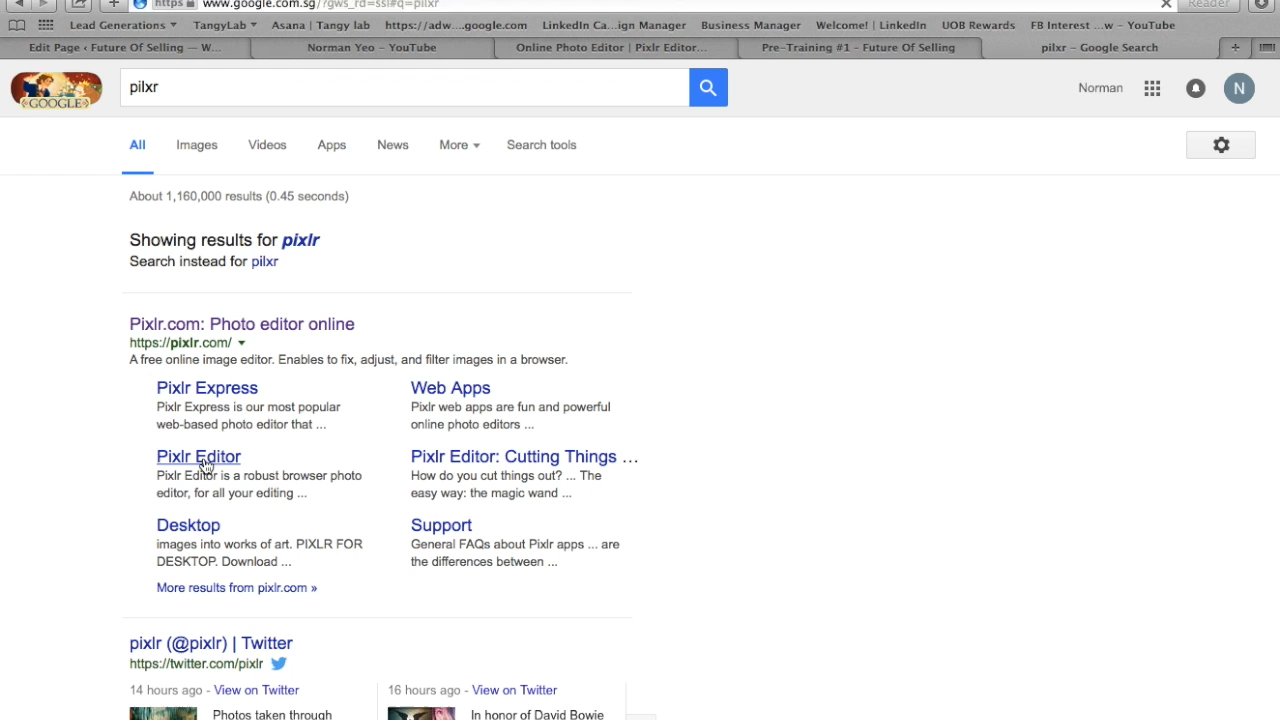 https www.google.com.sg/?gws_rd=ssl#q=pilxr Reader
Lead Generations TangyLab Asana | Tangy lab https://adw...google.com LinkedIn Ca...ign Manager Business Manager Welcome! | LinkedIn UOB Rewards FB Interest ...w – YouTube
Edit Page ‹ Future Of Selling — W... Norman Yeo – YouTube Online Photo Editor | Pixlr Editor... Pre-Training #1 – Future Of Selling pilxr – Google Search
GOOGLE pilxr Norman N
All Images Videos Apps News More Search tools
About 1,160,000 results (0.45 seconds)
Showing results for pixlr
Search instead for pilxr
Pixlr.com: Photo editor online
https://pixlr.com/
A free online image editor. Enables to fix, adjust, and filter images in a browser.
Pixlr Express
Pixlr Express is our most popular
web-based photo editor that ...
Web Apps
Pixlr web apps are fun and powerful
online photo editors ...
Pixlr Editor
Pixlr Editor is a robust browser photo
editor, for all your editing ...
Pixlr Editor: Cutting Things ...
How do you cut things out? ... The
easy way: the magic wand ...
Desktop
images into works of art. PIXLR FOR
DESKTOP. Download ...
Support
General FAQs about Pixlr apps ... are
the differences between ...
More results from pixlr.com »
pixlr (@pixlr) | Twitter
https://twitter.com/pixlr
14 hours ago - View on Twitter
Photos taken through
16 hours ago - View on Twitter
In honor of David Bowie